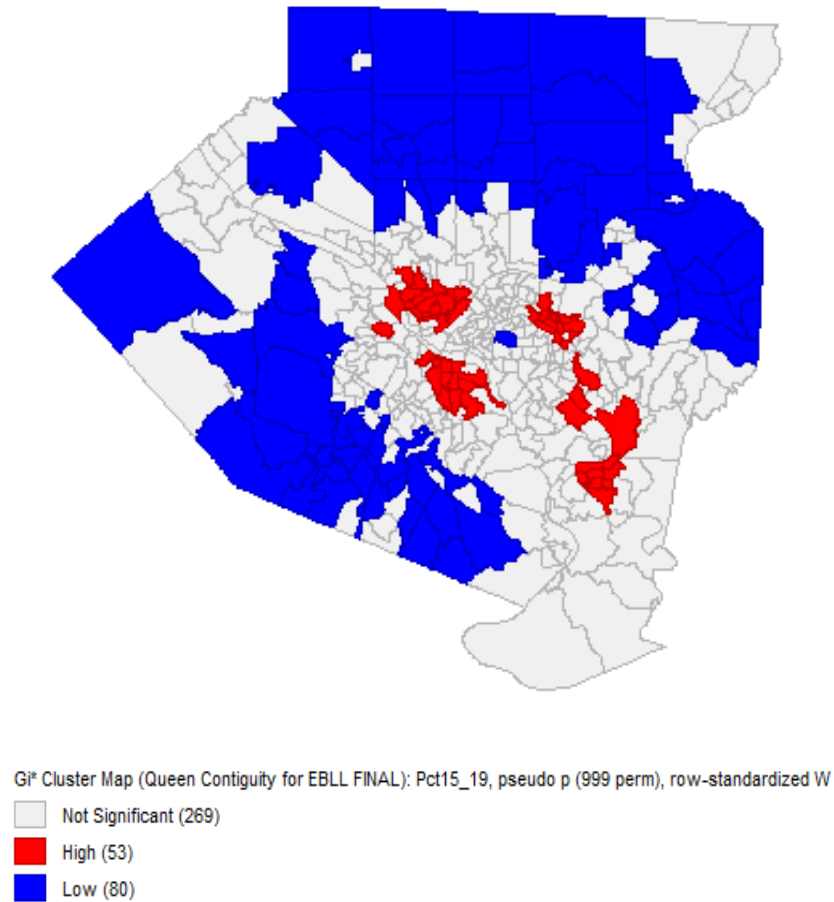 Gi* Cluster Map (Queen Contiguity for EBLL FINAL): Pct15_19, pseudo p (999 perm), row-standardized W
Not Significant (269)
High (53)
Low (80)